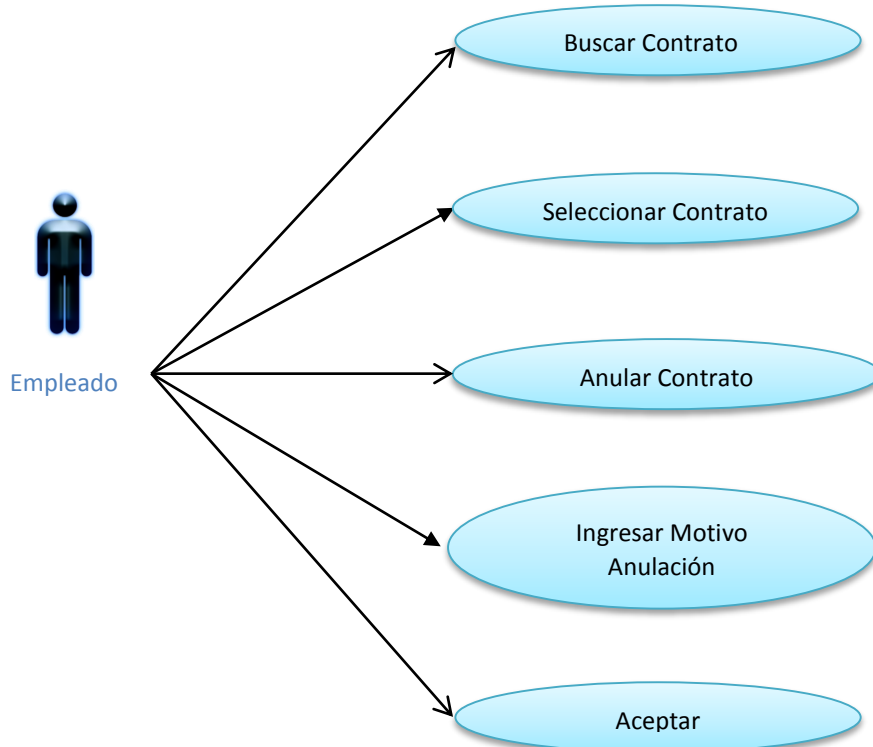 Buscar Contrato
Seleccionar Contrato
Empleado
Anular Contrato
Ingresar Motivo
Anulación
Aceptar